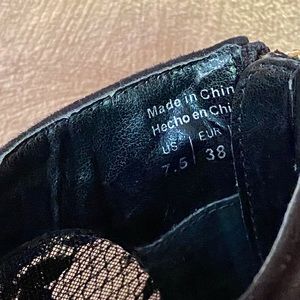 Made in Chin
Hecho en Chi
US | EUR
7.5 | 38